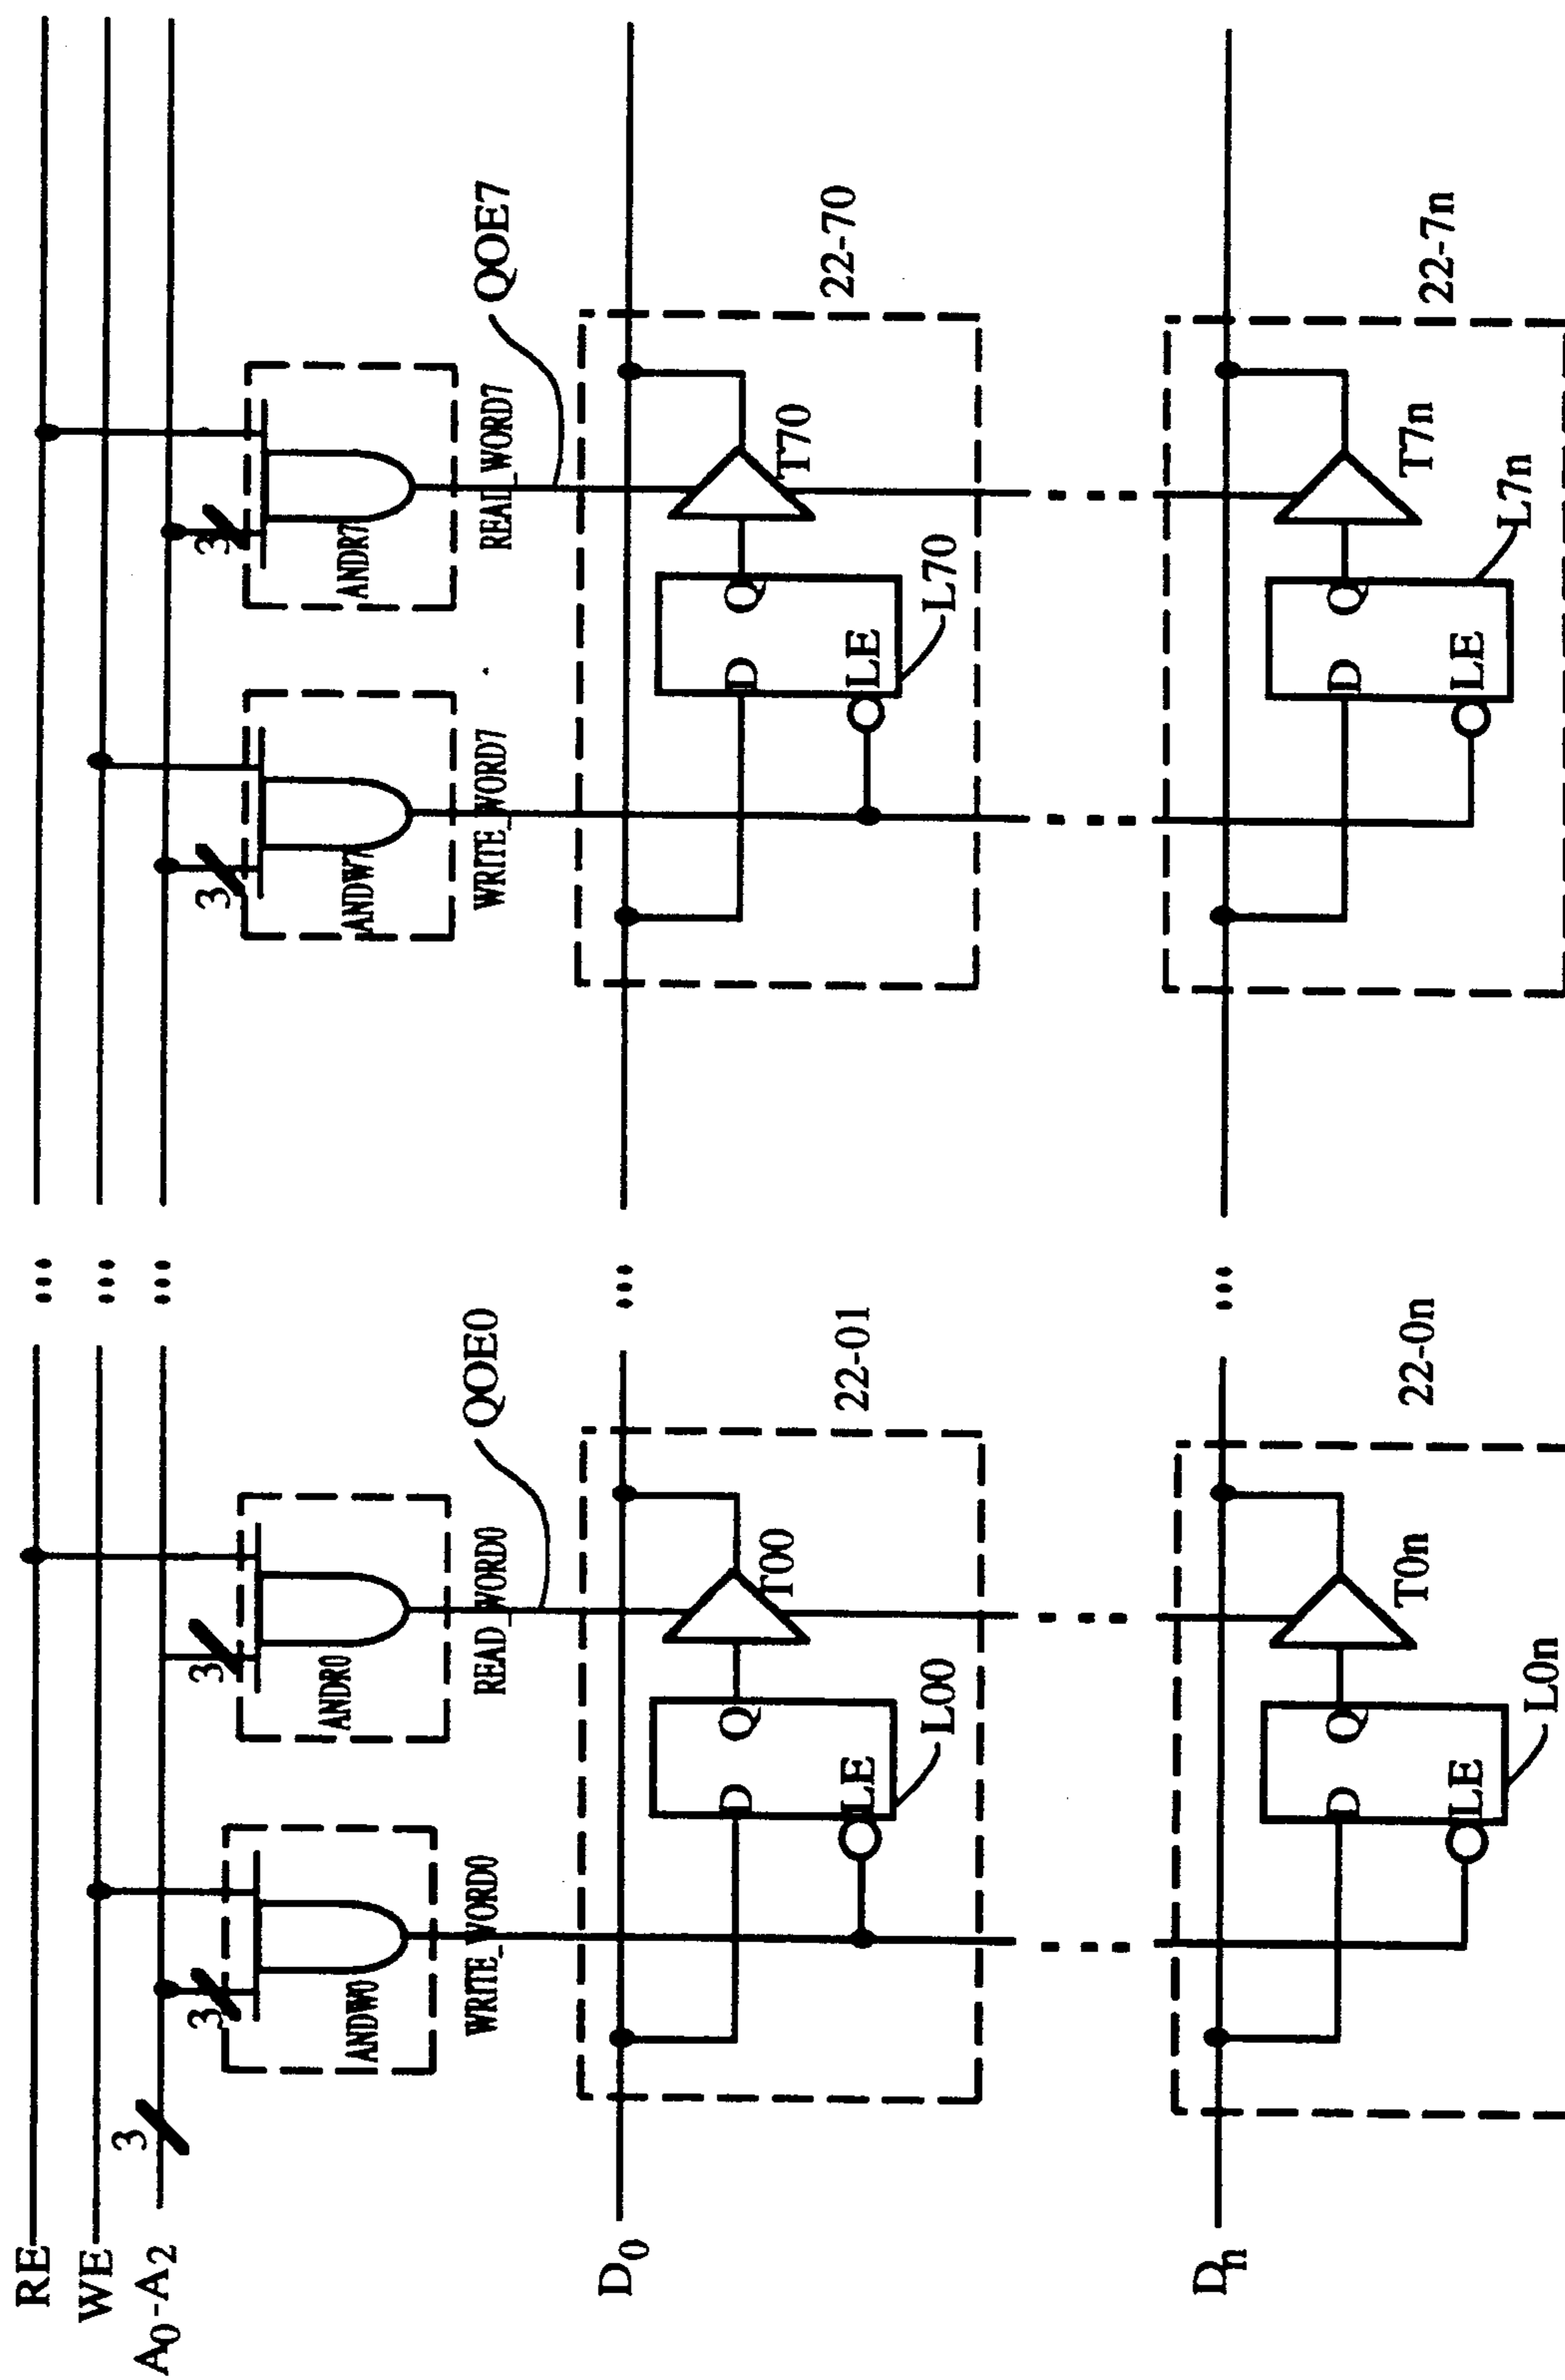 RE
WE
A0-A2
3
3
3
3
3
ANDW0
ANDR0
ANDW7
ANDR7
WRITE_WORD0
READ_WORD0
QOE0
WRITE_WORD7
READ_WORD7
QOE7
D0
D
Q
LE
T00
L00
22-01
D
Q
LE
T70
L70
22-70
Dn
D
Q
LE
T0n
L0n
22-0n
D
Q
LE
T7n
L7n
22-7n